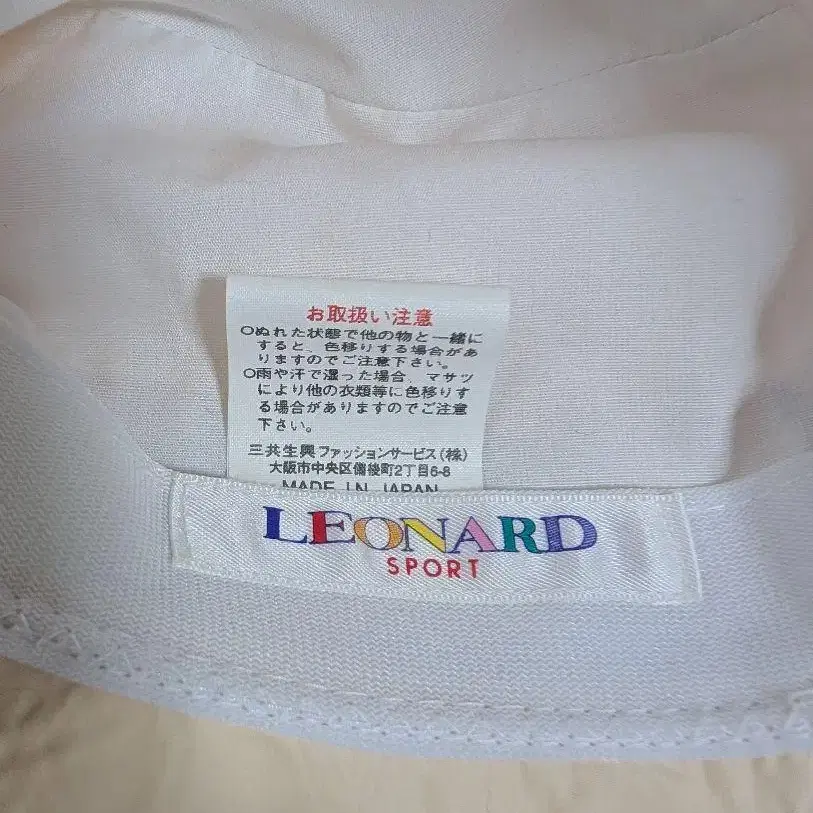 お取扱い注意
○ぬれた状態で他の物と一緒に
すると、色移りする場合があ
りますのでご注意下さい。
○雨や汗で湿った場合、マサツ
により他の衣類等に色移りす
る場合がありますのでご注意
下さい。
三共生興ファッションサービス(株)
大阪市中央区備後町2丁目6-8
MADE IN JAPAN
LEONARD
SPORT